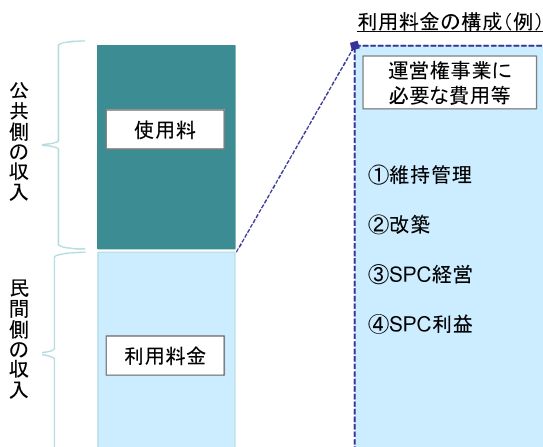 利用料金の構成(例)
公共側の収入
使用料
運営権事業に
必要な費用等
①維持管理
②改築
③SPC経営
④SPC利益
民間側の収入
利用料金